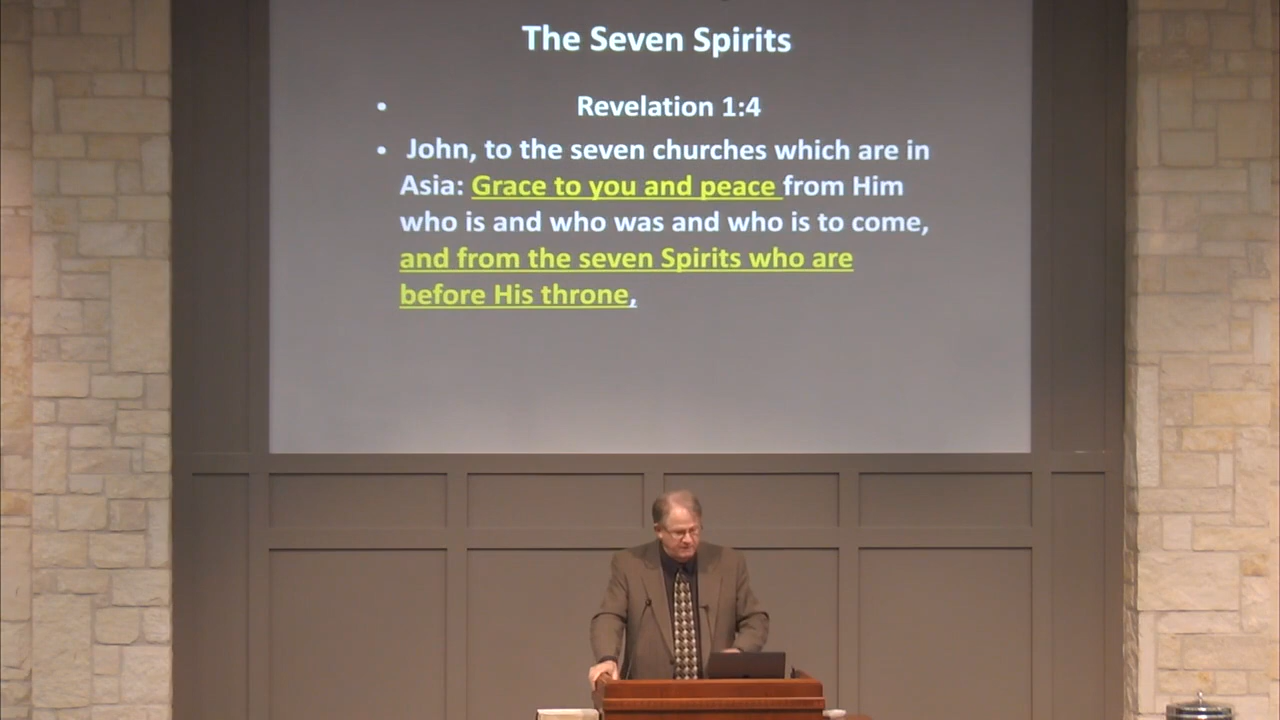 The Seven Spirits
• Revelation 1:4
• John, to the seven churches which are in
Asia: Grace to you and peace from Him
who is and who was and who is to come,
and from the seven Spirits who are
before His throne,